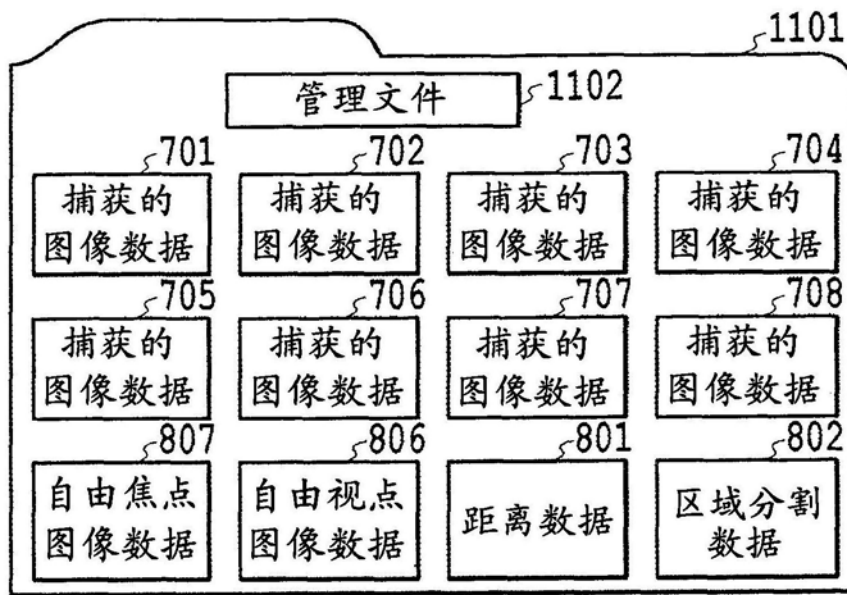 1101
管理文件 1102
701 702 703 704
捕获的 捕获的 捕获的 捕获的
图像数据 图像数据 图像数据 图像数据
705 706 707 708
捕获的 捕获的 捕获的 捕获的
图像数据 图像数据 图像数据 图像数据
807 806 801 802
自由焦点 自由视点 距离数据 区域分割
图像数据 图像数据 数据